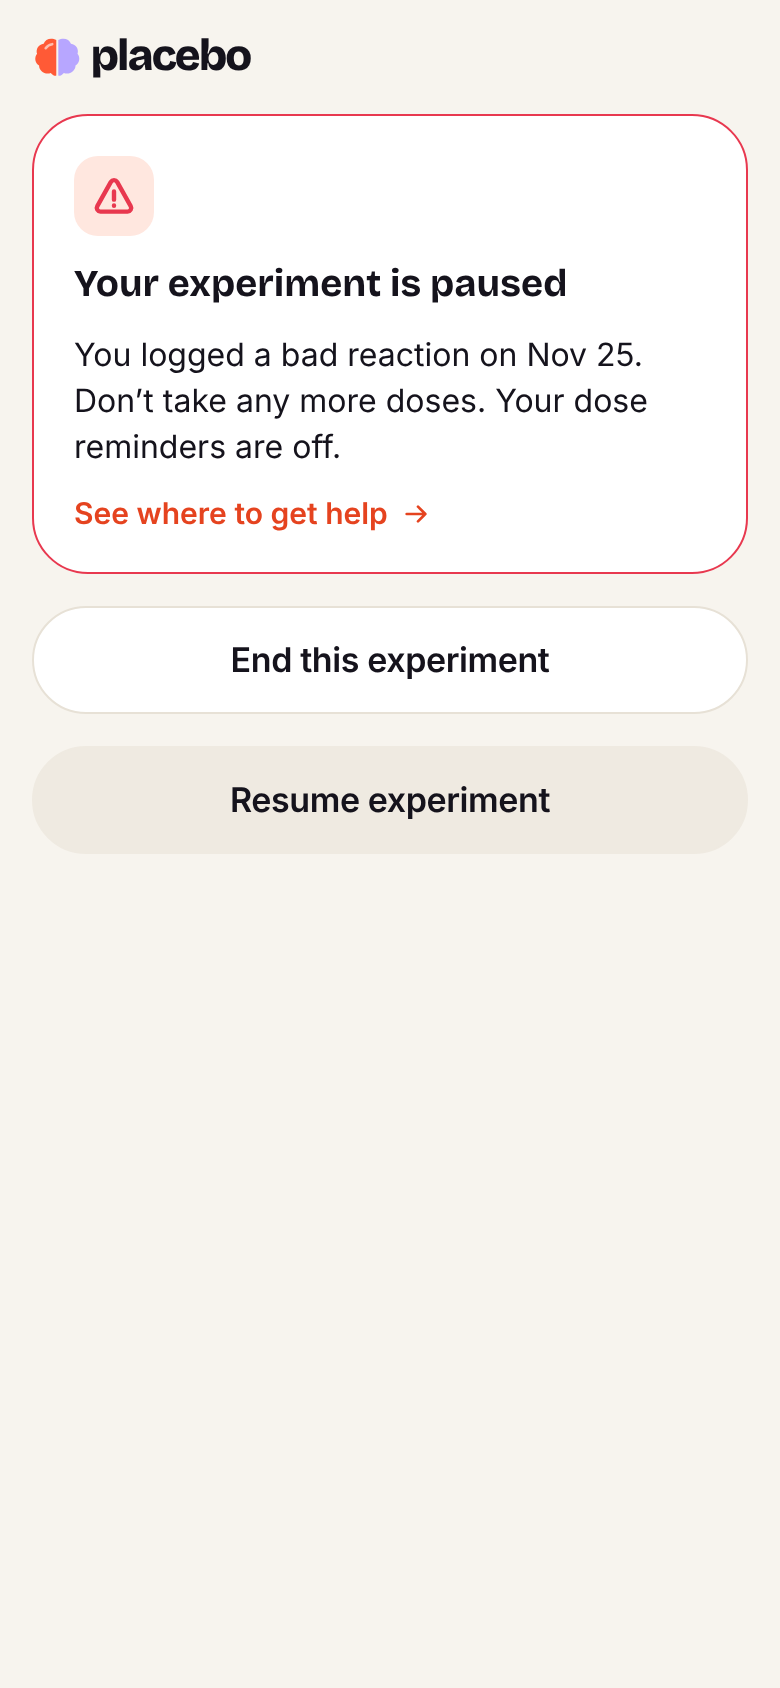 placebo
Your experiment is paused
You logged a bad reaction on Nov 25.
Don’t take any more doses. Your dose
reminders are off.
See where to get help →
End this experiment
Resume experiment